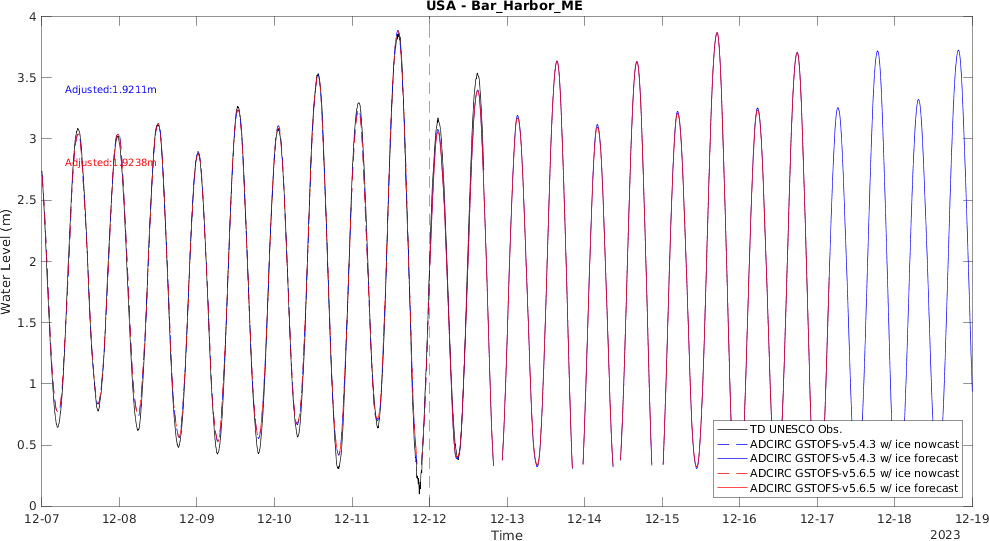 USA - Bar_Harbor_ME
4
3.5
3
2.5
2
1.5
1
0.5
0
Water Level (m)
Adjusted:1.9211m
Adjusted:1.9238m
TD UNESCO Obs.
ADCIRC GSTOFS-v5.4.3 w/ ice nowcast
ADCIRC GSTOFS-v5.4.3 w/ ice forecast
ADCIRC GSTOFS-v5.6.5 w/ ice nowcast
ADCIRC GSTOFS-v5.6.5 w/ ice forecast
12-07 12-08 12-09 12-10 12-11 12-12 12-13 12-14 12-15 12-16 12-17 12-18 12-19
Time
2023